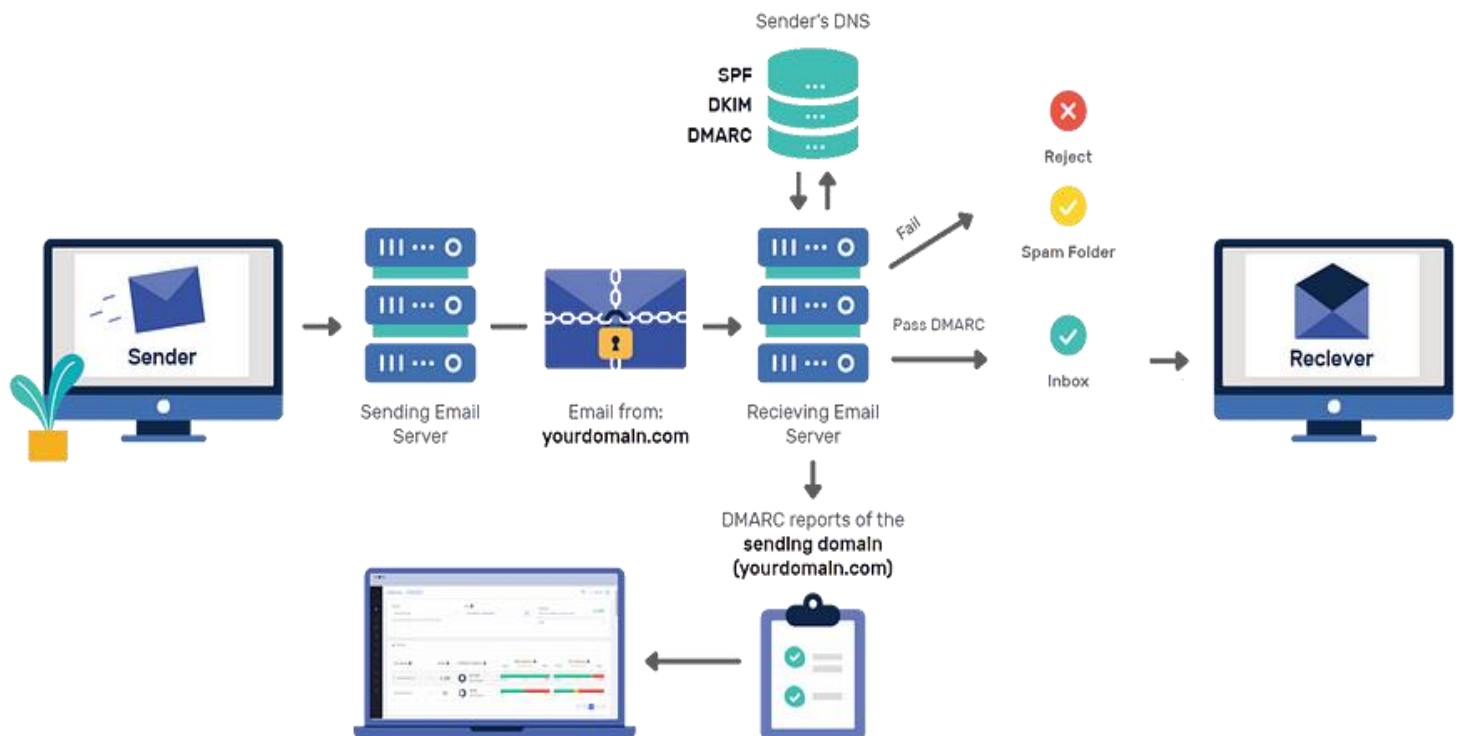 Sender's DNS
SPF
DKIM
DMARC
Reject
Fail
Spam Folder
Sender
Pass DMARC
Inbox
Reciever
Sending Email
Server
Email from:
yourdomain.com
Recieving Email
Server
DMARC reports of the
sending domain
(yourdomain.com)